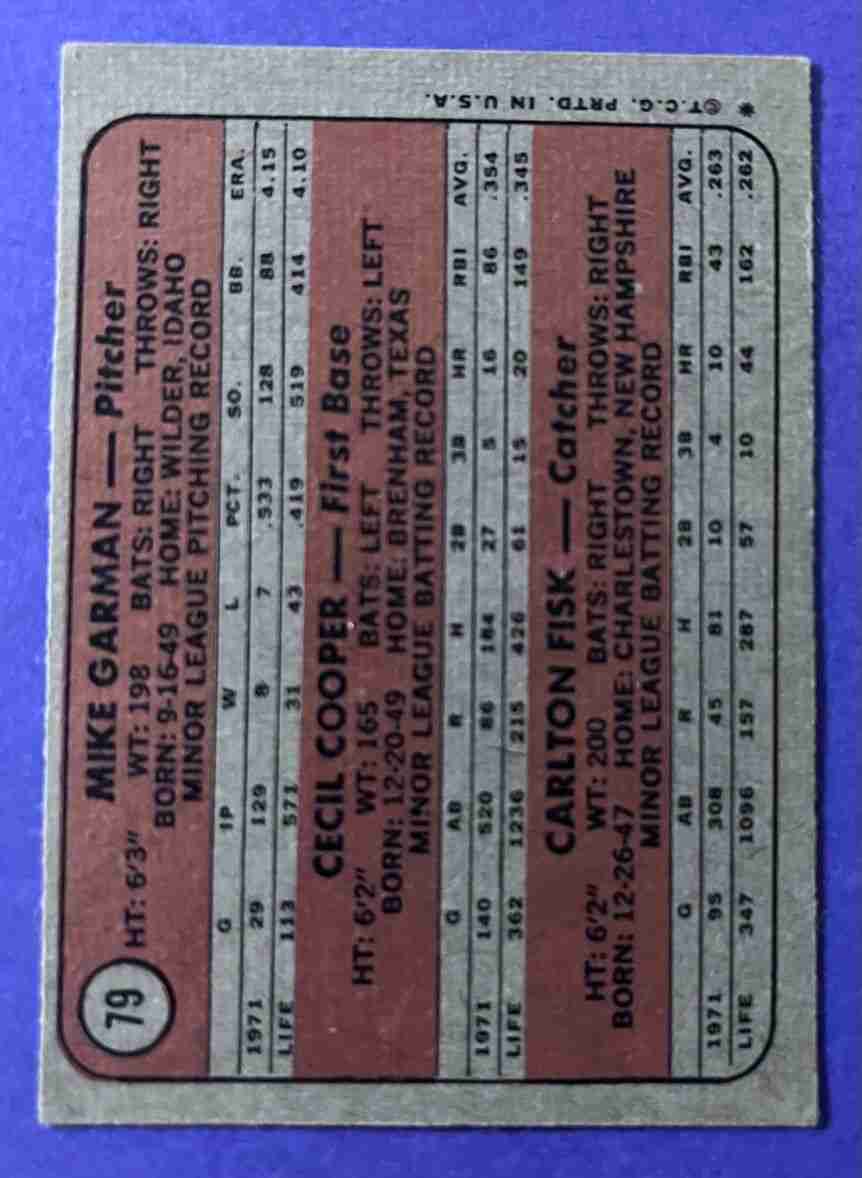 79
MIKE GARMAN — Pitcher
HT: 6'3" WT: 198 BATS: RIGHT THROWS: RIGHT
BORN: 9-16-49 HOME: WILDER, IDAHO
MINOR LEAGUE PITCHING RECORD
G IP W L PCT. SO. BB. ERA.
1971 29 129 8 7 .533 128 88 4.15
LIFE 113 571 31 43 .419 519 414 4.10
CECIL COOPER — First Base
HT: 6'2" WT: 165 BATS: LEFT THROWS: LEFT
BORN: 12-20-49 HOME: BRENHAM, TEXAS
MINOR LEAGUE BATTING RECORD
G AB R H 2B 3B HR RBI AVG.
1971 140 520 86 184 27 5 16 86 .354
LIFE 362 1236 215 426 61 15 20 149 .345
CARLTON FISK — Catcher
HT: 6'2" WT: 200 BATS: RIGHT THROWS: RIGHT
BORN: 12-26-47 HOME: CHARLESTOWN, NEW HAMPSHIRE
MINOR LEAGUE BATTING RECORD
G AB R H 2B 3B HR RBI AVG.
1971 95 308 45 81 10 4 10 43 .263
LIFE 347 1096 157 287 57 10 44 162 .262
* ©T.C.G. PRTD. IN U.S.A.